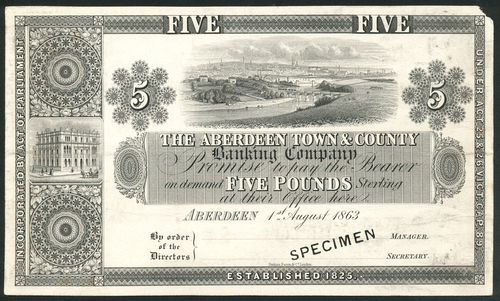 FIVE FIVE
INCORPORATED BY ACT OF PARLIAMENT
UNDER ACT 25 & 26 VICT. CAP. 89
5 5
THE ABERDEEN TOWN & COUNTY
Banking Company
Promise to pay the Bearer
on demand FIVE POUNDS Sterling
at their Office here.
ABERDEEN 1st August 1863
By order
of the
Directors
SPECIMEN
MANAGER.
SECRETARY.
ESTABLISHED 1825.